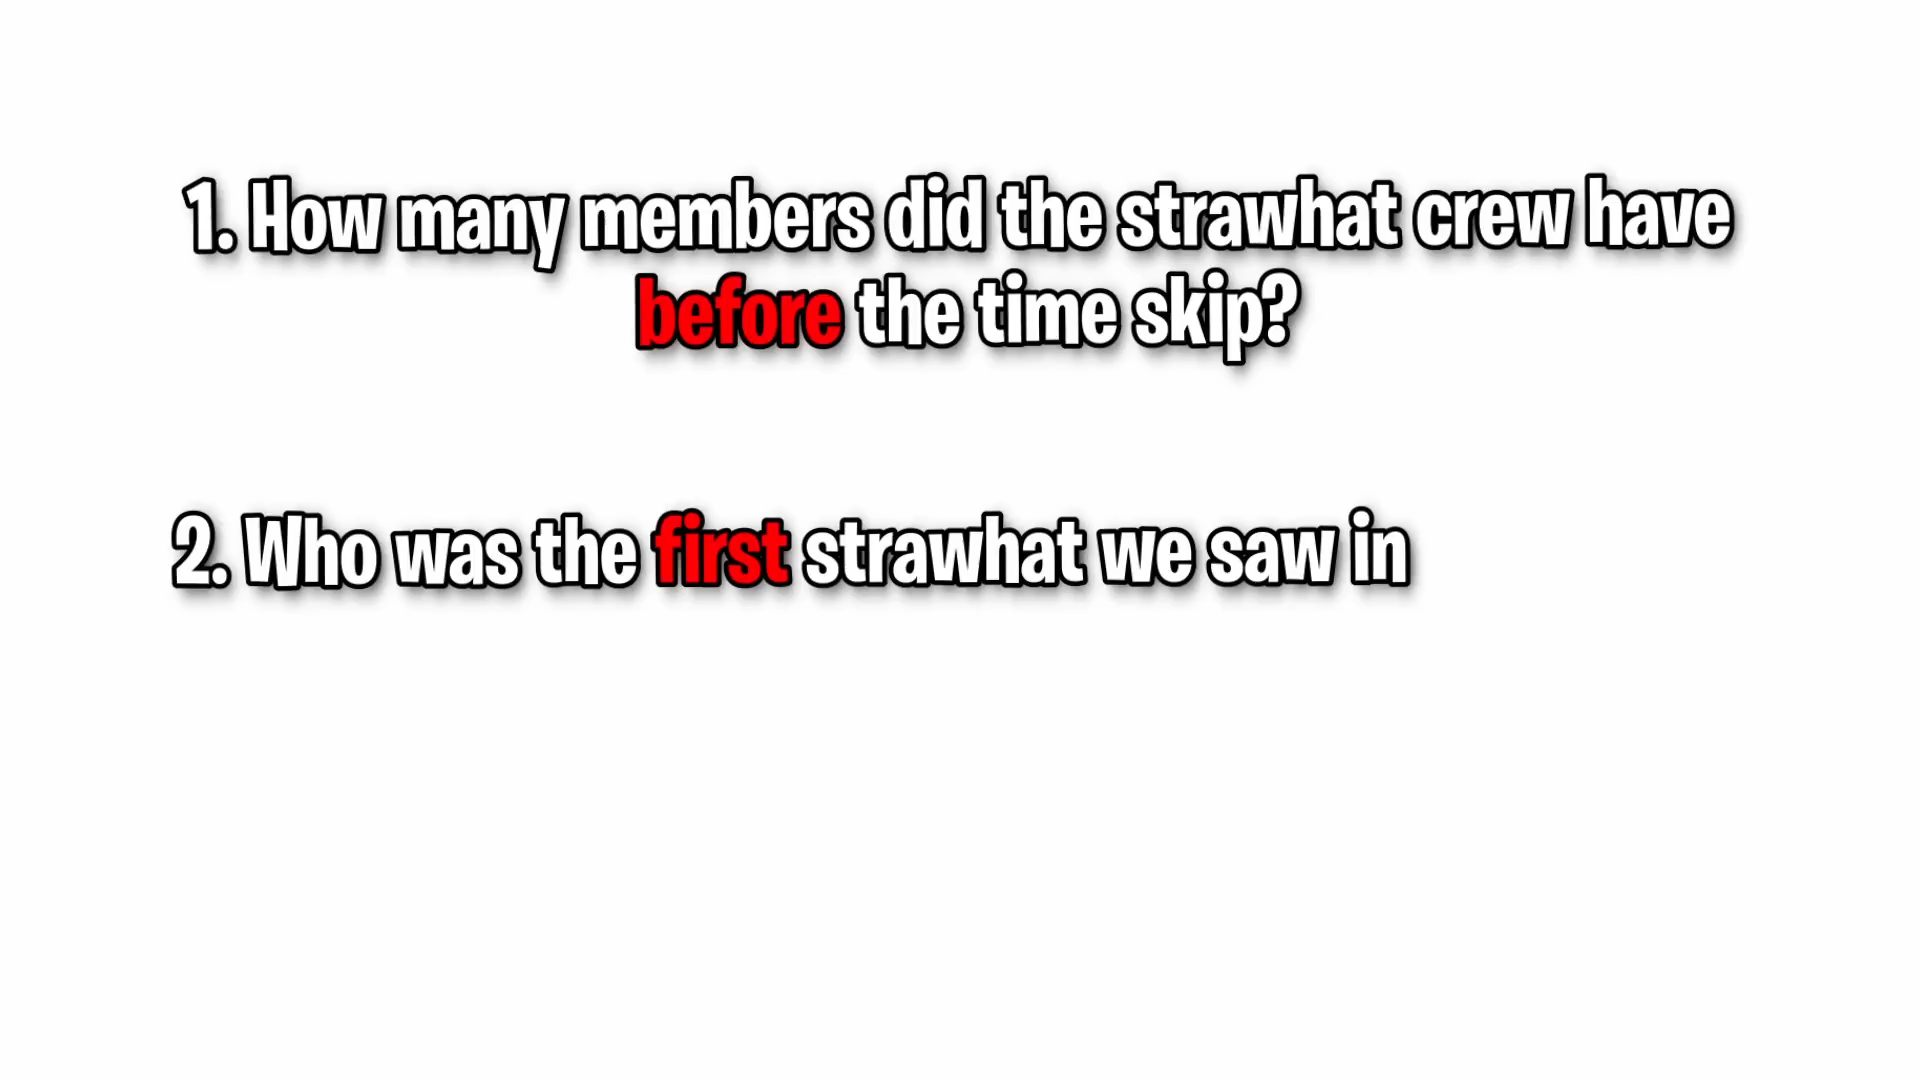 1. How many members did the strawhat crew have
before the time skip?
2. Who was the first strawhat we saw in